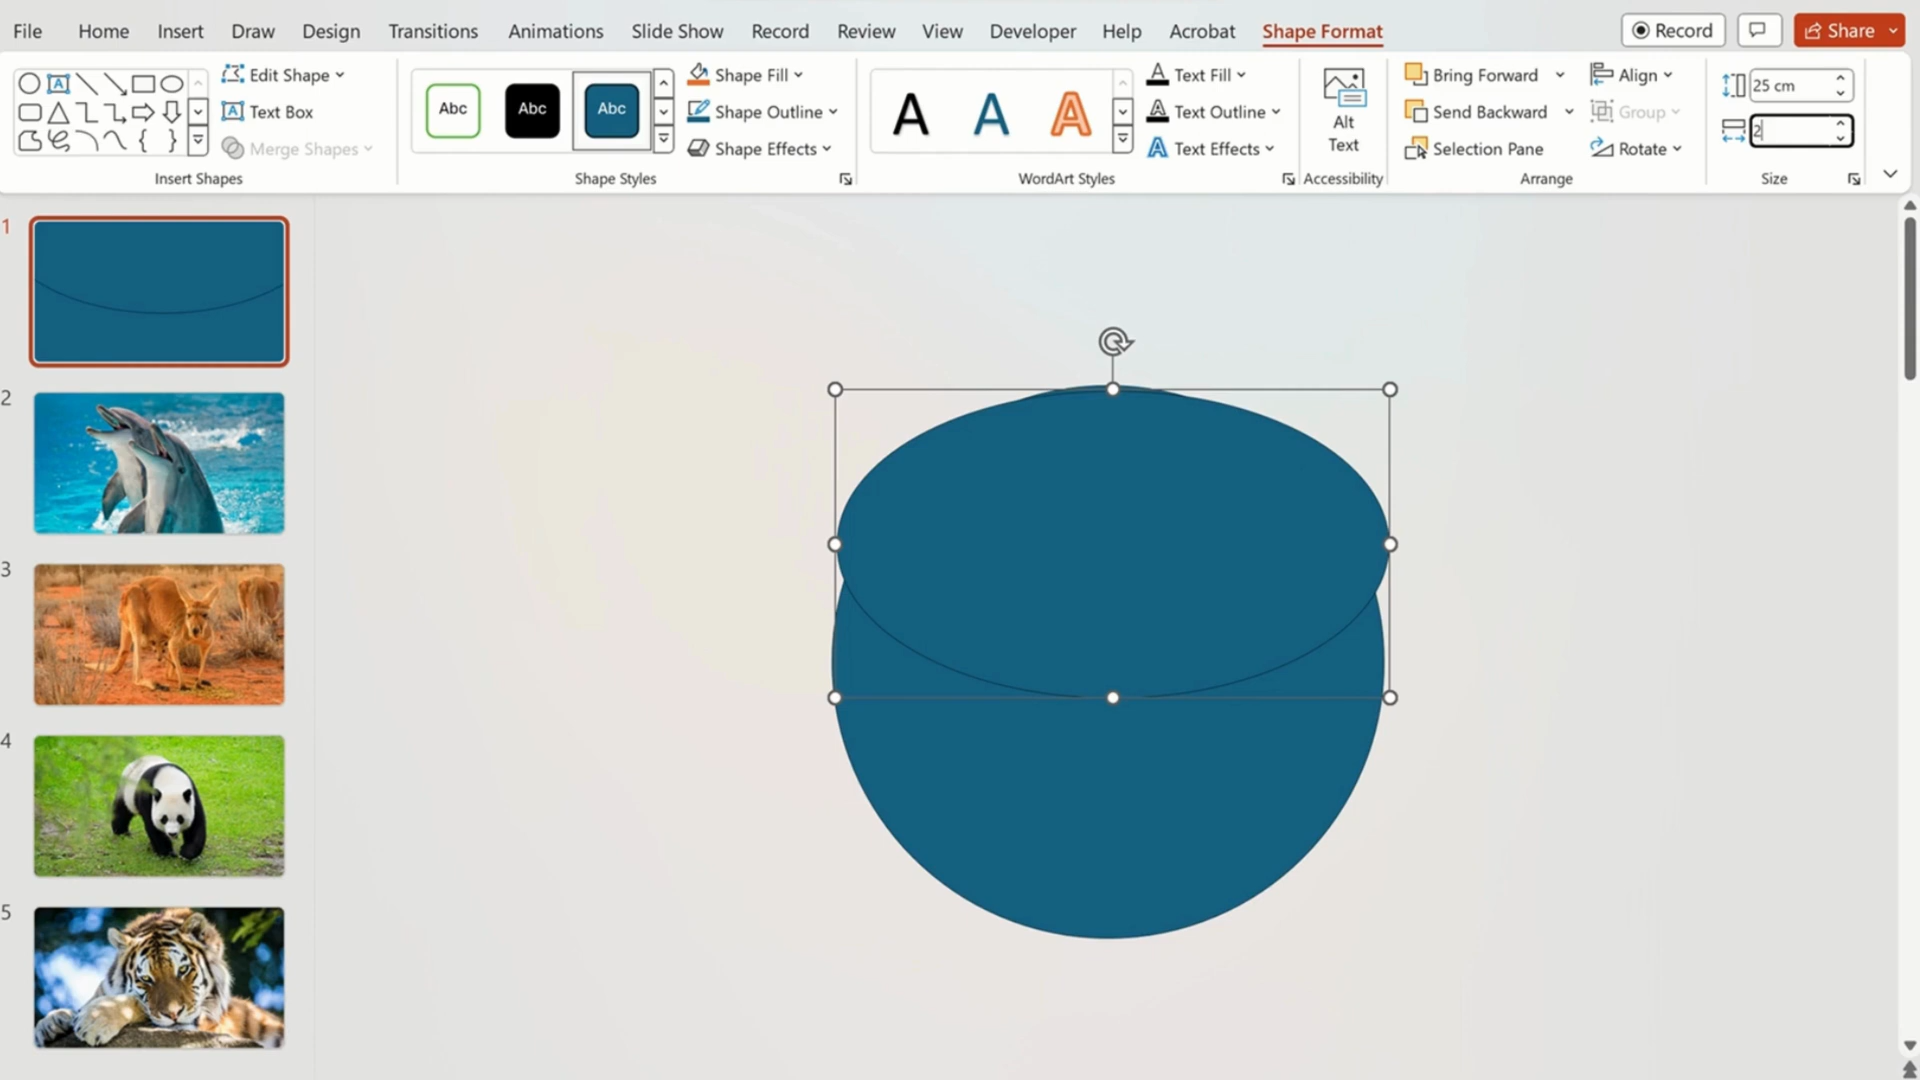 File Home Insert Draw Design Transitions Animations Slide Show Record Review View Developer Help Acrobat Shape Format Record Share
Edit Shape
Text Box
Merge Shapes
Insert Shapes
Abc Abc Abc
Shape Fill
Shape Outline
Shape Effects
Shape Styles
A A A
Text Fill
Text Outline
Text Effects
WordArt Styles
Alt
Text
Accessibility
Bring Forward
Send Backward
Selection Pane
Align
Group
Rotate
Arrange
25 cm
2
Size
1
2
3
4
5